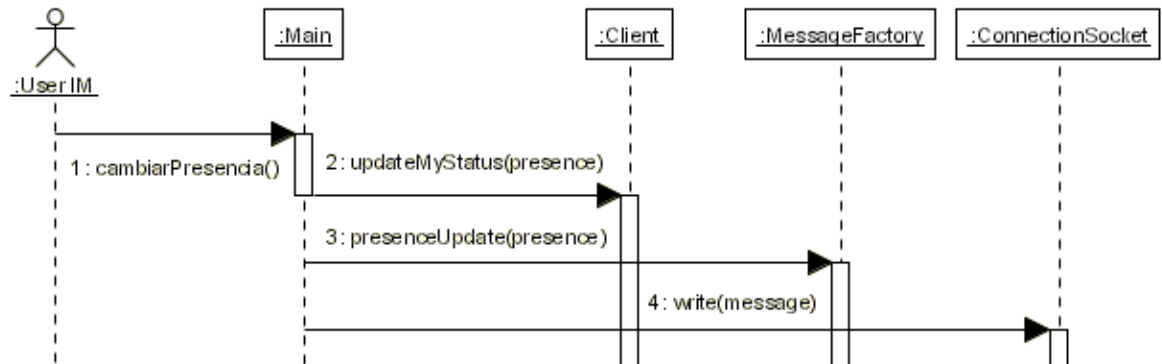 :Main
:Client
:MessageFactory
:ConnectionSocket
:User IM
1: cambiarPresencia()
2: updateMyStatus(presence)
3: presenceUpdate(presence)
4: write(message)